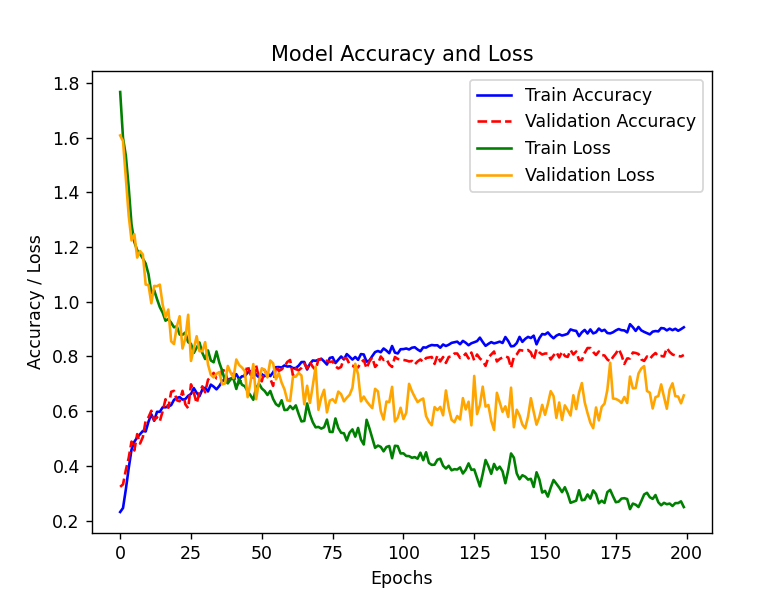 Model Accuracy and Loss
Train Accuracy
Validation Accuracy
Train Loss
Validation Loss
Accuracy / Loss
1.8
1.6
1.4
1.2
1.0
0.8
0.6
0.4
0.2
0 25 50 75 100 125 150 175 200
Epochs